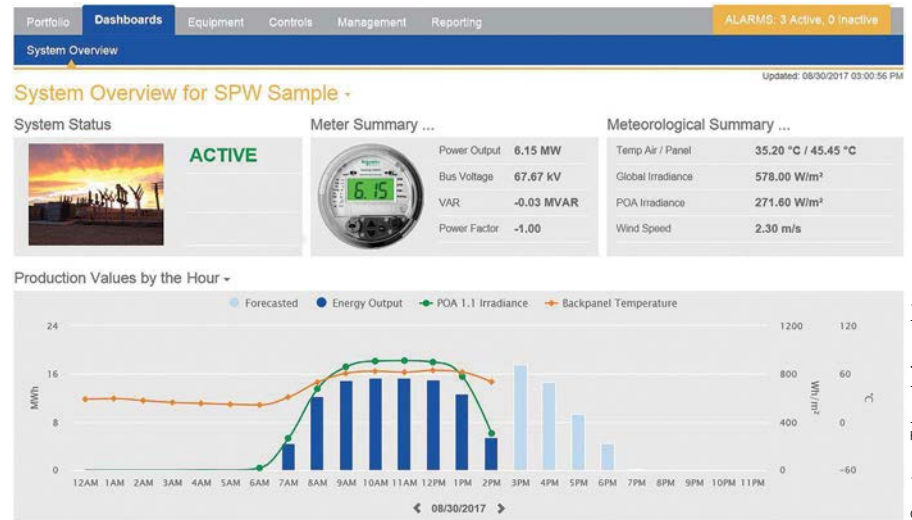 Portfolio Dashboards Equipment Controls Management Reporting ALARMS: 3 Active, 0 Inactive
System Overview
Updated: 08/30/2017 03:00:56 PM
System Overview for SPW Sample
System Status
ACTIVE
Meter Summary ...
6.15
Power Output 6.15 MW
Bus Voltage 67.67 kV
VAR -0.03 MVAR
Power Factor -1.00
Meteorological Summary ...
Temp Air / Panel 35.20 °C / 45.45 °C
Global Irradiance 578.00 W/m²
POA Irradiance 271.60 W/m²
Wind Speed 2.30 m/s
Production Values by the Hour
Forecasted Energy Output POA 1.1 Irradiance Backpanel Temperature
24 1200 120
16 800 60
8 400 0
0 0 -60
MWh
Wh/m²
°C
12AM 1AM 2AM 3AM 4AM 5AM 6AM 7AM 8AM 9AM 10AM 11AM 12PM 1PM 2PM 3PM 4PM 5PM 6PM 7PM 8PM 9PM 10PM 11PM
08/30/2017